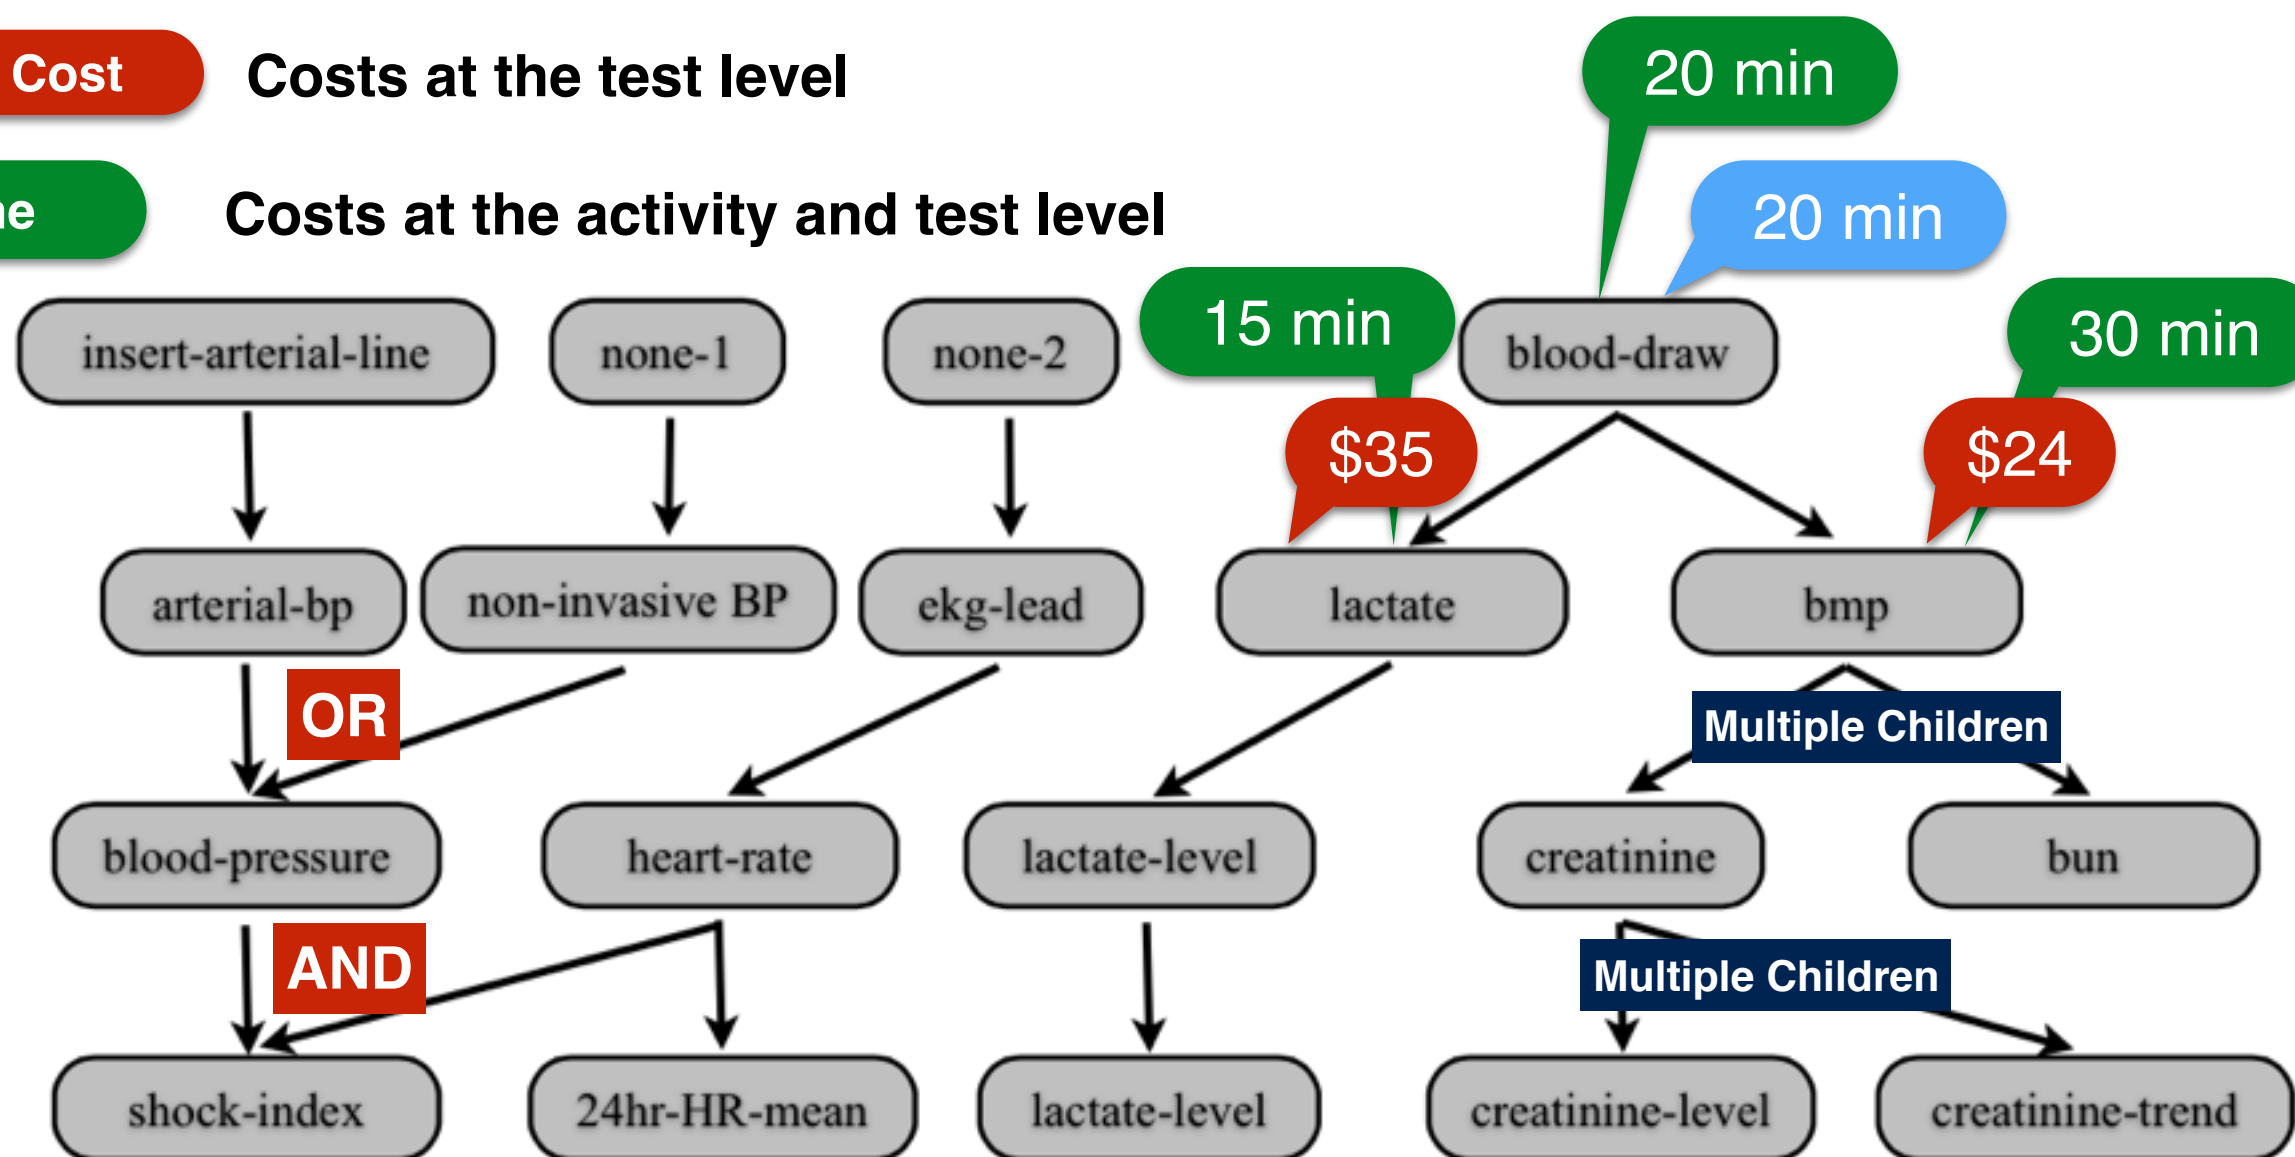 Cost
Costs at the test level
20 min
Costs at the activity and test level
20 min
15 min
30 min
insert-arterial-line
none-1
none-2
blood-draw
$35
$24
arterial-bp
non-invasive BP
ekg-lead
lactate
bmp
OR
Multiple Children
blood-pressure
heart-rate
lactate-level
creatinine
bun
AND
Multiple Children
shock-index
24hr-HR-mean
lactate-level
creatinine-level
creatinine-trend